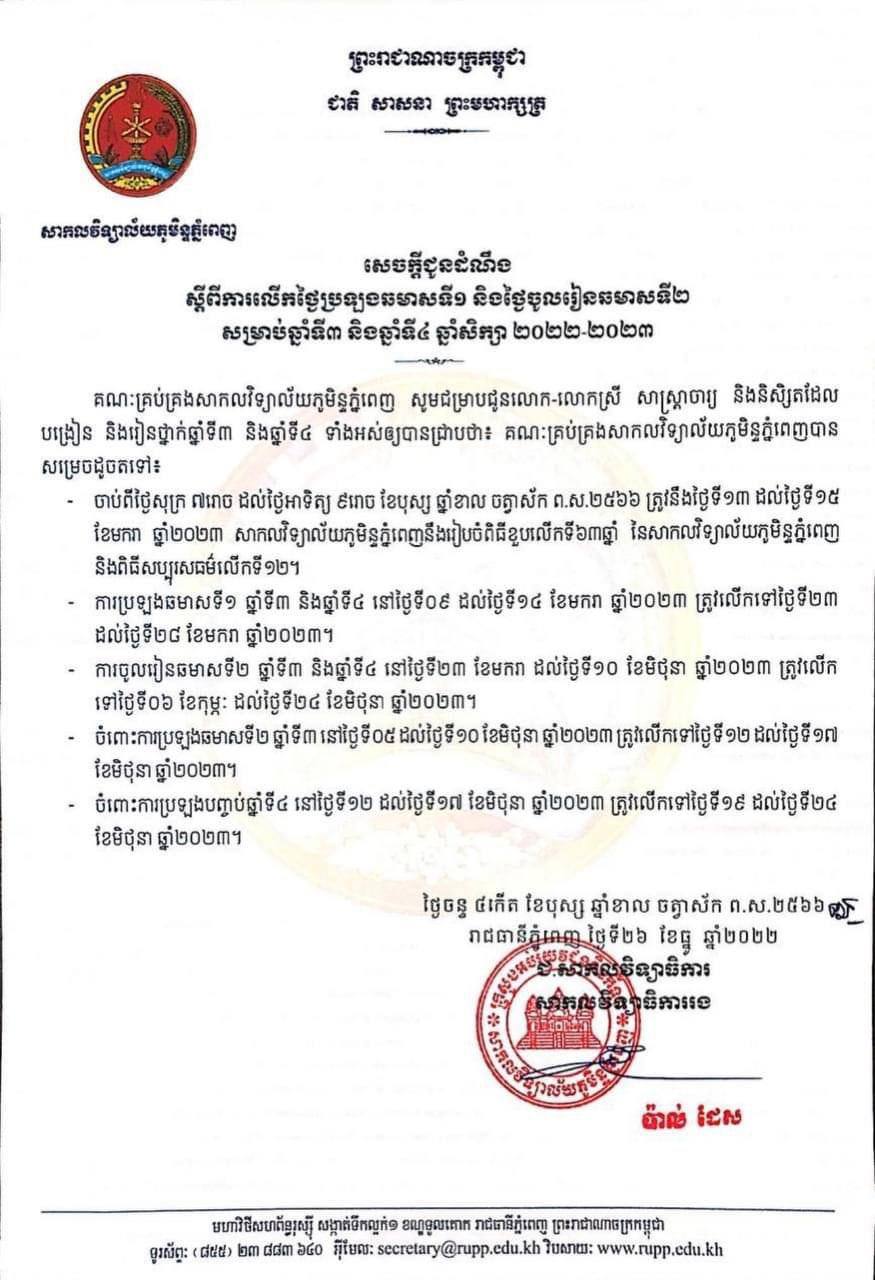 ព្រះរាជាណាចក្រកម្ពុជា
ជាតិ សាសនា ព្រះមហាក្សត្រ
សាកលវិទ្យាល័យភូមិន្ទភ្នំពេញ
សេចក្តីជូនដំណឹង
ស្តីពីការលើកថ្ងៃប្រឡងឆមាសទី១ និងថ្ងៃចូលរៀនឆមាសទី២
សម្រាប់ឆ្នាំទី៣ និងឆ្នាំទី៤ ឆ្នាំសិក្សា ២០២២-២០២៣
គណៈគ្រប់គ្រងសាកលវិទ្យាល័យភូមិន្ទភ្នំពេញ សូមជម្រាបជូនលោក-លោកស្រី សាស្ត្រាចារ្យ និងនិស្សិតដែល
បង្រៀន និងរៀនថ្នាក់ឆ្នាំទី៣ និងឆ្នាំទី៤ ទាំងអស់ឲ្យបានជ្រាបថា៖ គណៈគ្រប់គ្រងសាកលវិទ្យាល័យភូមិន្ទភ្នំពេញបាន
សម្រេចដូចតទៅ៖
- ចាប់ពីថ្ងៃសុក្រ ៧រោច ដល់ថ្ងៃអាទិត្យ ៩រោច ខែបុស្ស ឆ្នាំខាល ចត្វាស័ក ព.ស.២៥៦៦ ត្រូវនឹងថ្ងៃទី១៣ ដល់ថ្ងៃទី១៥
ខែមករា ឆ្នាំ២០២៣ សាកលវិទ្យាល័យភូមិន្ទភ្នំពេញនឹងរៀបចំពិធីខួបលើកទី៦៣ឆ្នាំ នៃសាកលវិទ្យាល័យភូមិន្ទភ្នំពេញ
និងពិធីសប្បុរសធម៌លើកទី១២។
- ការប្រឡងឆមាសទី១ ឆ្នាំទី៣ និងឆ្នាំទី៤ នៅថ្ងៃទី០៩ ដល់ថ្ងៃទី១៤ ខែមករា ឆ្នាំ២០២៣ ត្រូវលើកទៅថ្ងៃទី២៣
ដល់ថ្ងៃទី២៨ ខែមករា ឆ្នាំ២០២៣។
- ការចូលរៀនឆមាសទី២ ឆ្នាំទី៣ និងឆ្នាំទី៤ នៅថ្ងៃទី២៣ ខែមករា ដល់ថ្ងៃទី១០ ខែមិថុនា ឆ្នាំ២០២៣ ត្រូវលើក
ទៅថ្ងៃទី០៦ ខែកុម្ភៈ ដល់ថ្ងៃទី២៤ ខែមិថុនា ឆ្នាំ២០២៣។
- ចំពោះការប្រឡងឆមាសទី២ ឆ្នាំទី៣ នៅថ្ងៃទី០៥ ដល់ថ្ងៃទី១០ ខែមិថុនា ឆ្នាំ២០២៣ ត្រូវលើកទៅថ្ងៃទី១២ ដល់ថ្ងៃទី១៧
ខែមិថុនា ឆ្នាំ២០២៣។
- ចំពោះការប្រឡងបញ្ចប់ឆ្នាំទី៤ នៅថ្ងៃទី១២ ដល់ថ្ងៃទី១៧ ខែមិថុនា ឆ្នាំ២០២៣ ត្រូវលើកទៅថ្ងៃទី១៩ ដល់ថ្ងៃទី២៤
ខែមិថុនា ឆ្នាំ២០២៣។
ថ្ងៃចន្ទ ៤កើត ខែបុស្ស ឆ្នាំខាល ចត្វាស័ក ព.ស.២៥៦៦
រាជធានីភ្នំពេញ ថ្ងៃទី២៦ ខែធ្នូ ឆ្នាំ២០២២
ជ.សាកលវិទ្យាធិការ
សាកលវិទ្យាធិការរង
សាកលវិទ្យាល័យភូមិន្ទភ្នំពេញ
ប៉ាល់ ដែស
មហាវិថីសហព័ន្ធរុស្ស៊ី សង្កាត់ទឹកល្អក់១ ខណ្ឌទួលគោក រាជធានីភ្នំពេញ ព្រះរាជាណាចក្រកម្ពុជា
ទូរស័ព្ទ: (៨៥៥) ២៣ ៨៨៣ ៦៤០ អ៊ីមែល: secretary@rupp.edu.kh វិបសាយ: www.rupp.edu.kh